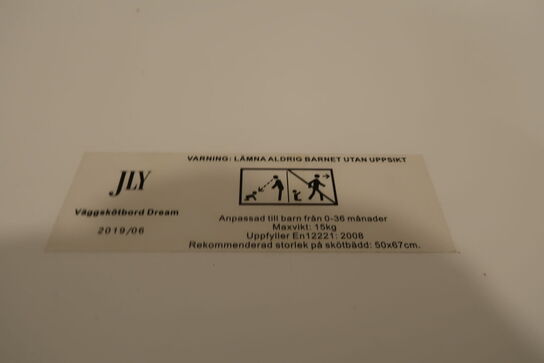 VARNING: LÄMNA ALDRIG BARNET UTAN UPPSIKT
JLY
Väggskötbord Dream
2019/06
Anpassad till barn från 0-36 månader
Maxvikt: 15kg
Uppfyller En12221: 2008
Rekommenderad storlek på skötbädd: 50x67cm.